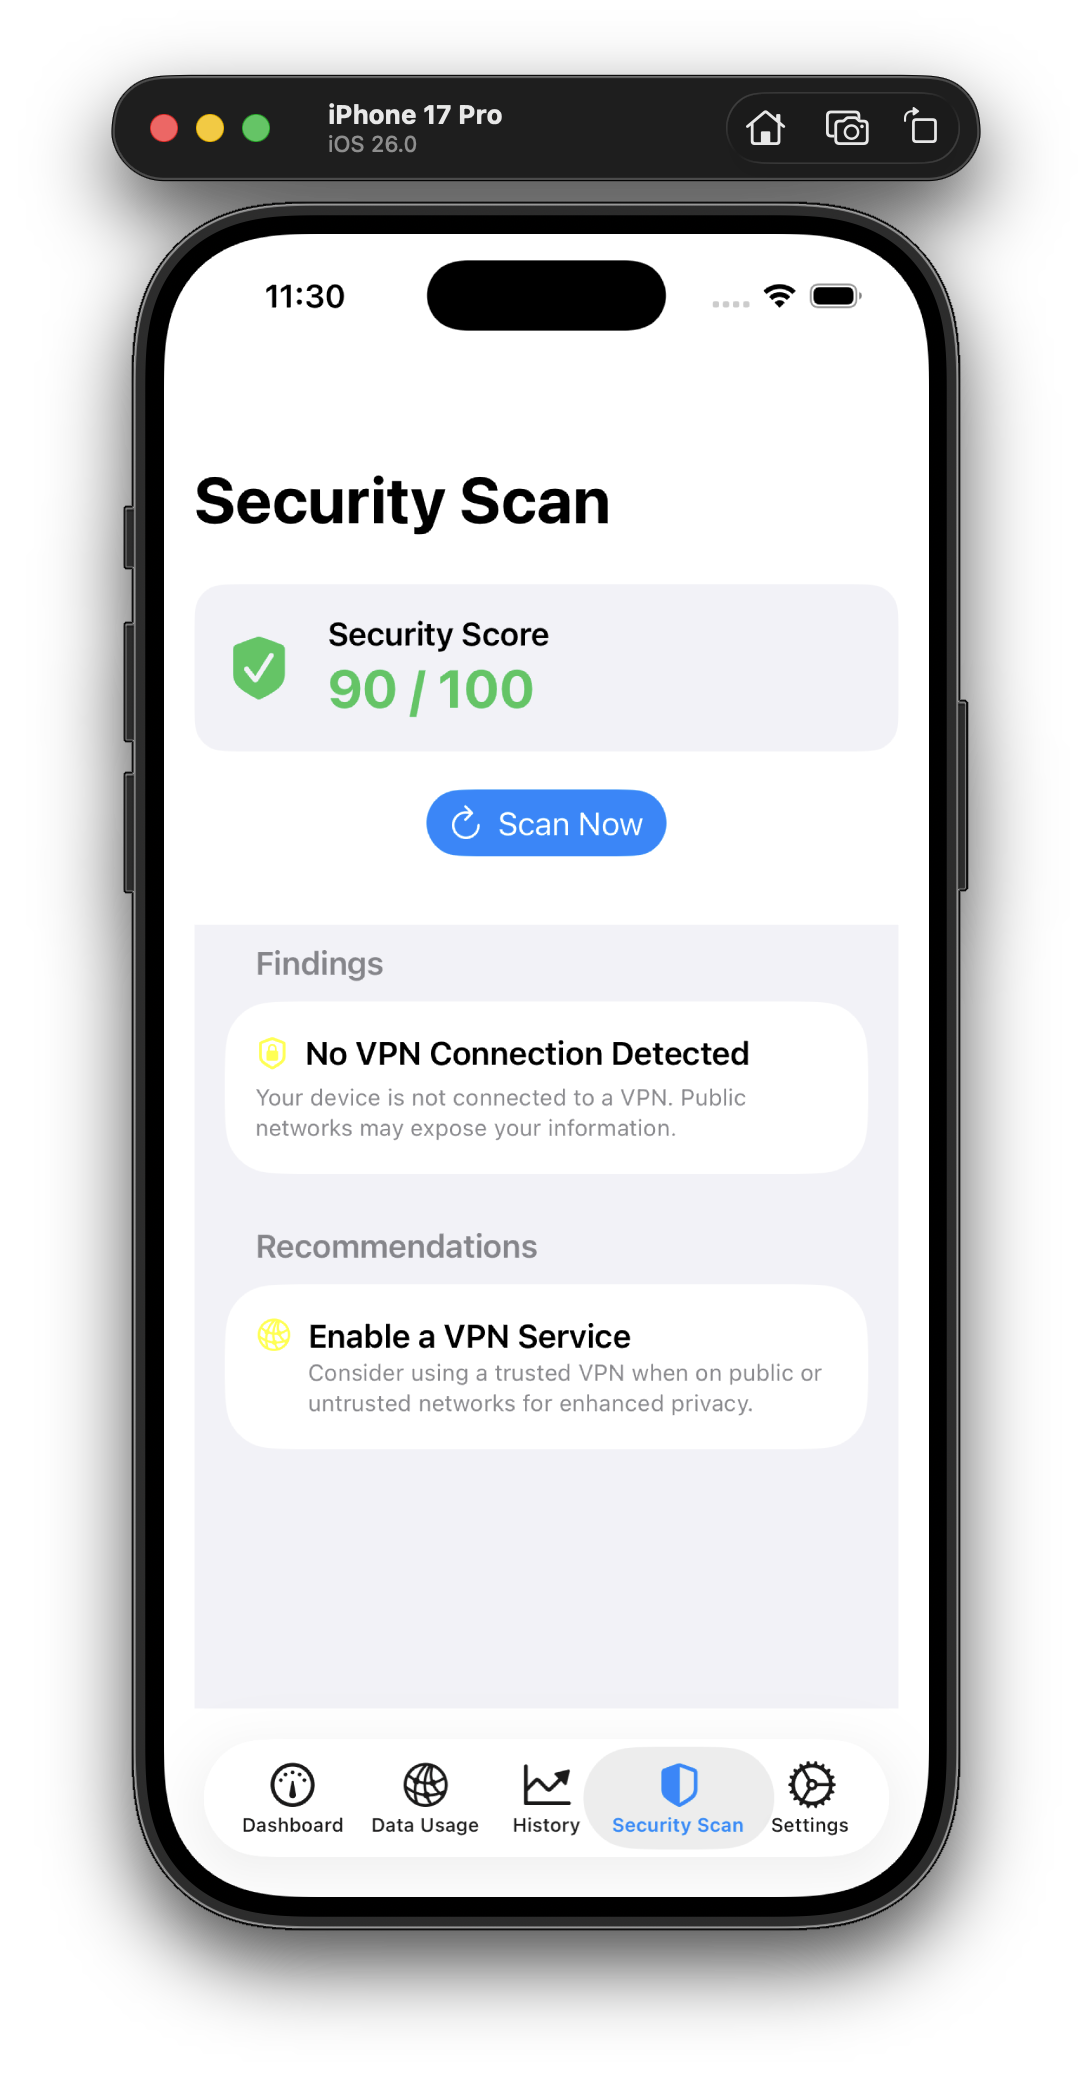 iPhone 17 Pro
iOS 26.0
11:30
Security Scan
Security Score
90 / 100
Scan Now
Findings
No VPN Connection Detected
Your device is not connected to a VPN. Public
networks may expose your information.
Recommendations
Enable a VPN Service
Consider using a trusted VPN when on public or
untrusted networks for enhanced privacy.
Dashboard
Data Usage
History
Security Scan
Settings